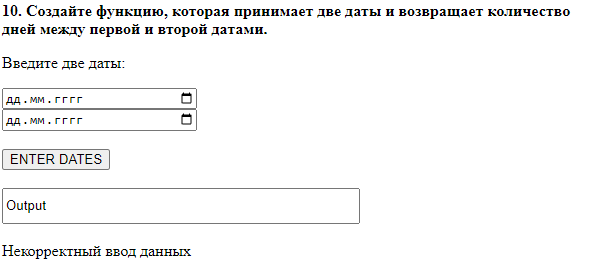 10. Создайте функцию, которая принимает две даты и возвращает количество
дней между первой и второй датами.
Введите две даты:
дд.мм.гггг
дд.мм.гггг
ENTER DATES
Output
Некорректный ввод данных